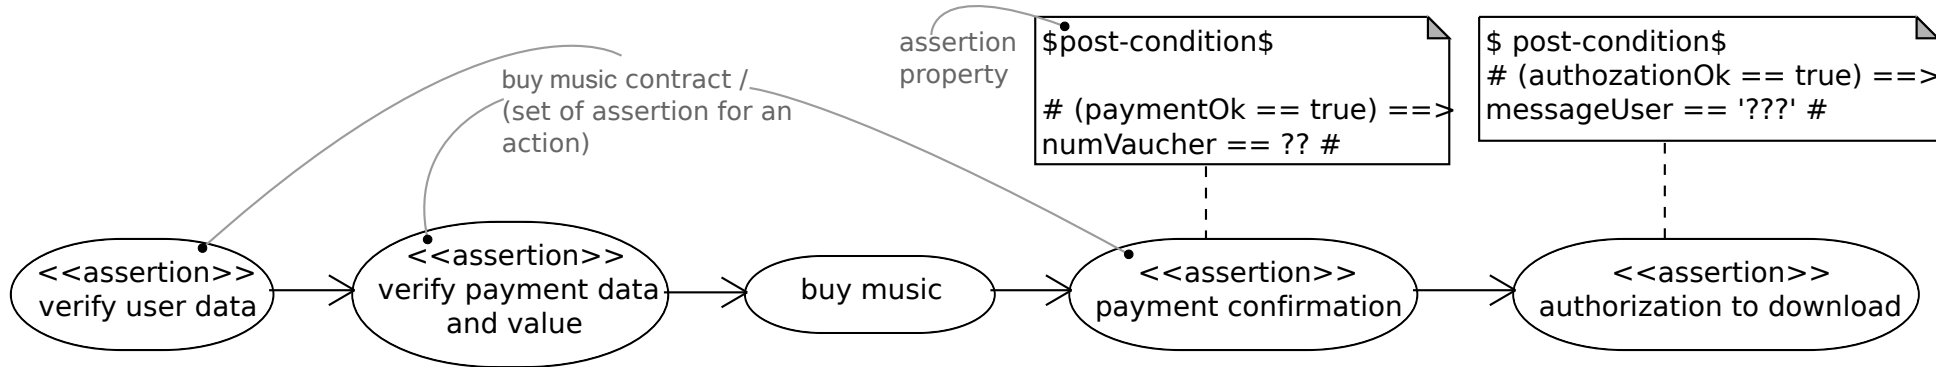 buy music contract /
(set of assertion for an
action)
assertion
property
$post-condition$
# (paymentOk == true) ==>
numVaucher == ?? #
$ post-condition$
# (authozationOk == true) ==>
messageUser == '???' #
<<assertion>>
verify user data
<<assertion>>
verify payment data
and value
buy music
<<assertion>>
payment confirmation
<<assertion>>
authorization to download